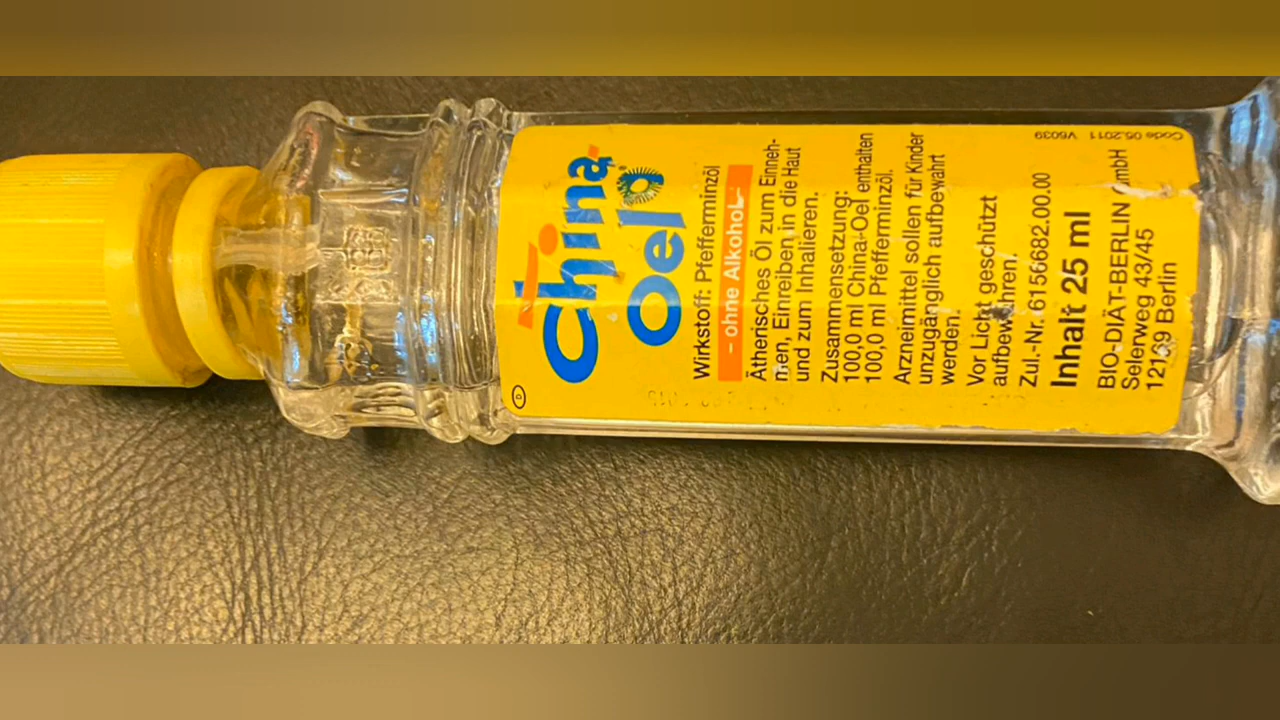 China-
Oel
Wirkstoff: Pfefferminzöl
- ohne Alkohol -
Ätherisches Öl zum Einneh-
men, Einreiben in die Haut
und zum Inhalieren.
Zusammensetzung:
100,0 ml China-Oel enthalten
100,0 ml Pfefferminzöl.
Arzneimittel sollen für Kinder
unzugänglich aufbewahrt
werden.
Vor Licht geschützt
aufbewahren.
Zul.-Nr. 6156682.00.00
Inhalt 25 ml
BIO-DIÄT-BERLIN GmbH
Selerweg 43/45
12169 Berlin
Code 05.2011 V6039